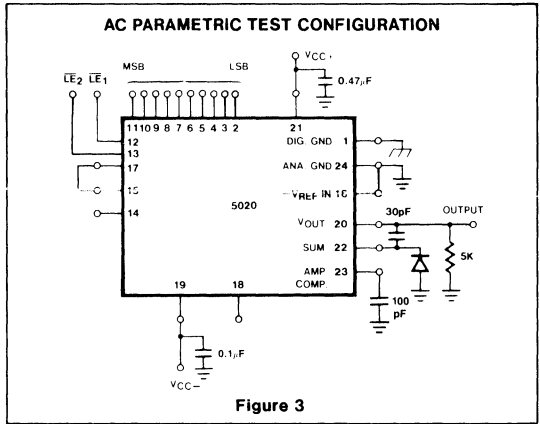 AC PARAMETRIC TEST CONFIGURATION
MSB LSB
VCC+
LE2 LE1
0.47µF
11 10 9 8 7 6 5 4 3 2 21
12 DIG. GND 1
13
17 ANA. GND 24
15 –VREF IN 16
14 5020
30pF OUTPUT
VOUT 20
SUM 22
5K
AMP 23
COMP.
19 18
100
pF
0.1µF
VCC–
Figure 3